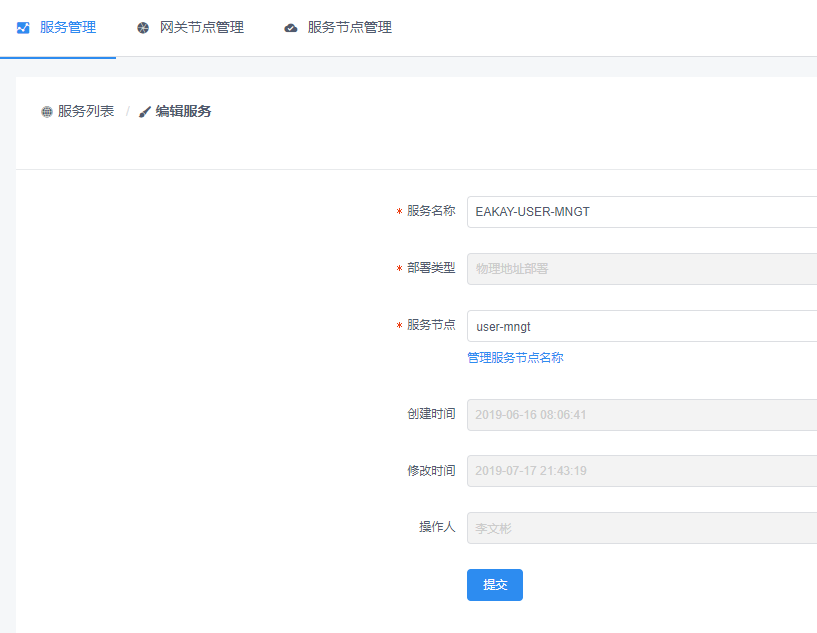 服务管理 网关节点管理 服务节点管理
服务列表 / 编辑服务
* 服务名称 EAKAY-USER-MNGT
* 部署类型 物理地址部署
* 服务节点 user-mngt
管理服务节点名称
创建时间 2019-06-16 08:06:41
修改时间 2019-07-17 21:43:19
操作人 李文彬
提交